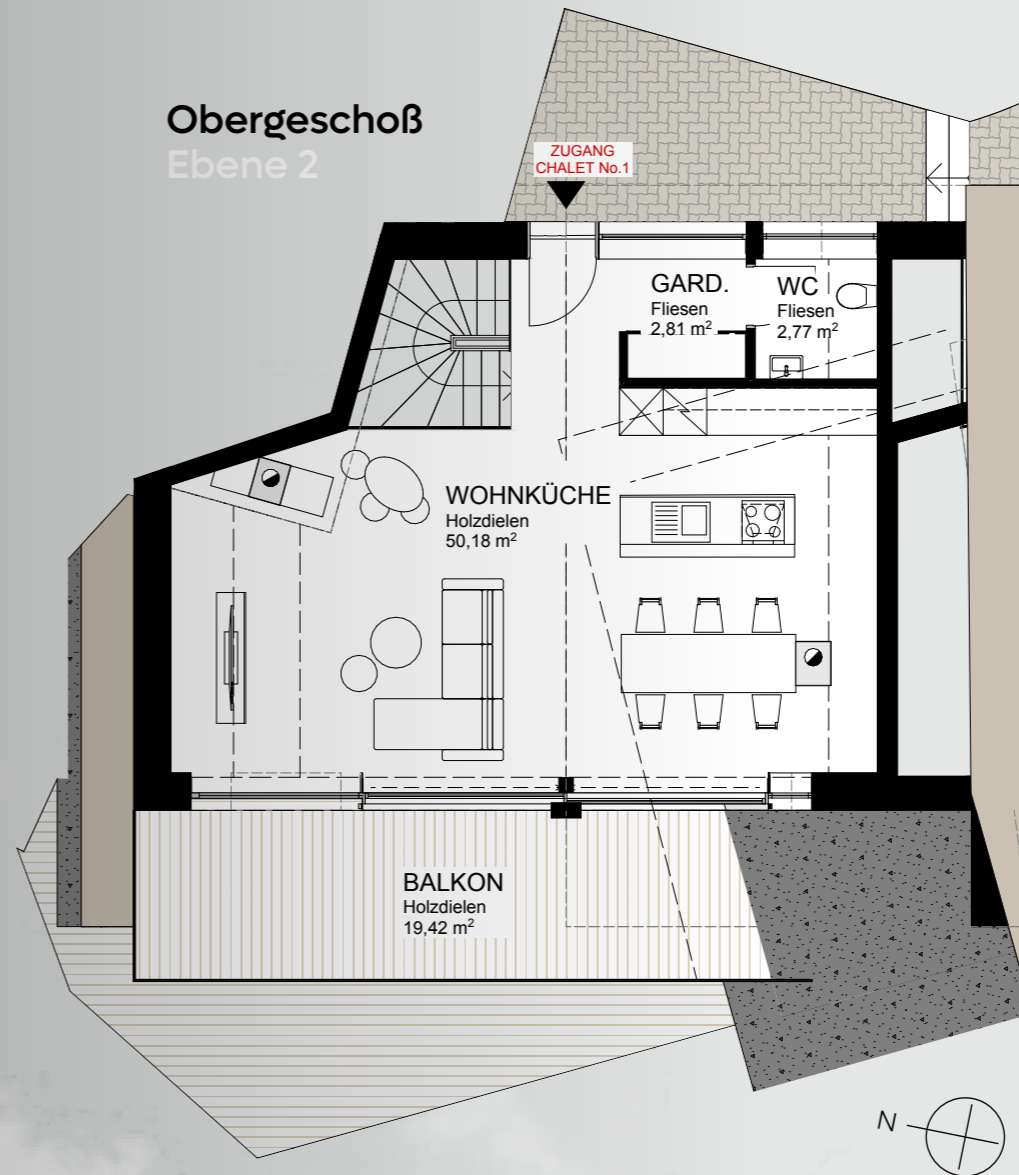 Obergeschoß
Ebene 2
ZUGANG
CHALET No.1
GARD.
Fliesen
2,81 m²
WC
Fliesen
2,77 m²
WOHNKÜCHE
Holzdielen
50,18 m²
BALKON
Holzdielen
19,42 m²
N